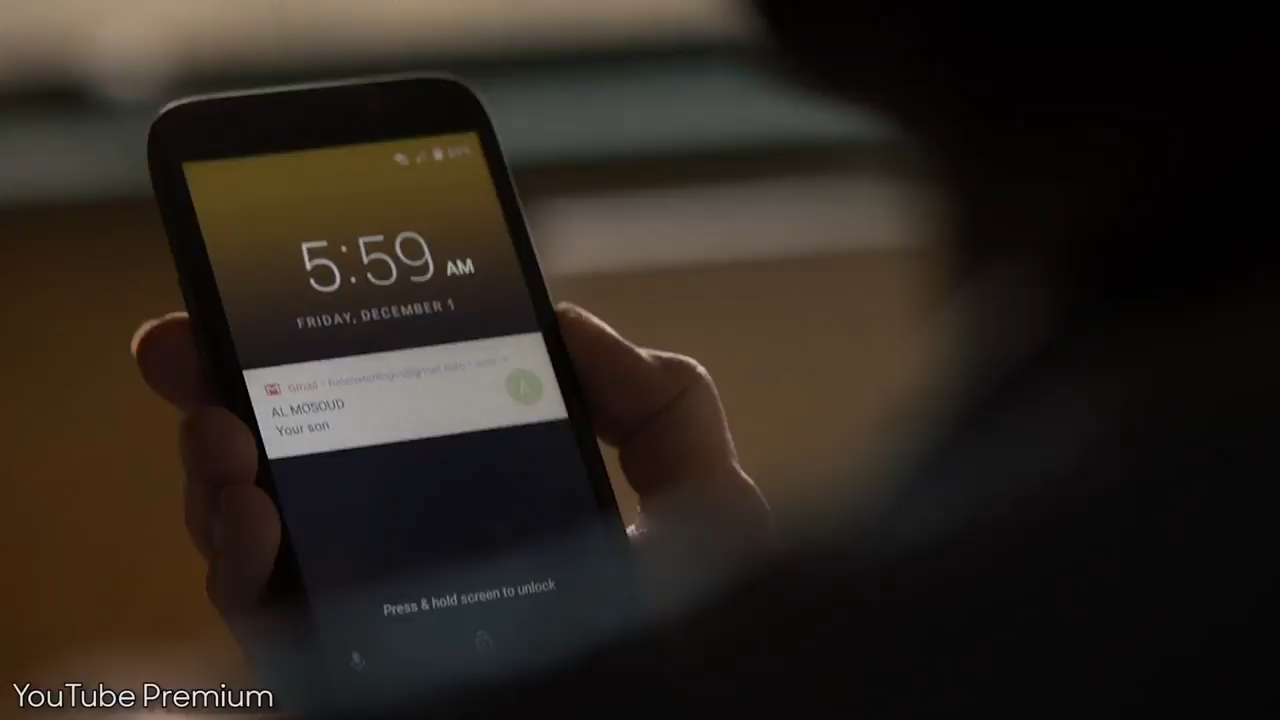 5:59 AM
FRIDAY, DECEMBER 1
Gmail
AL MOSOUD
Your son
Press & hold screen to unlock
YouTube Premium